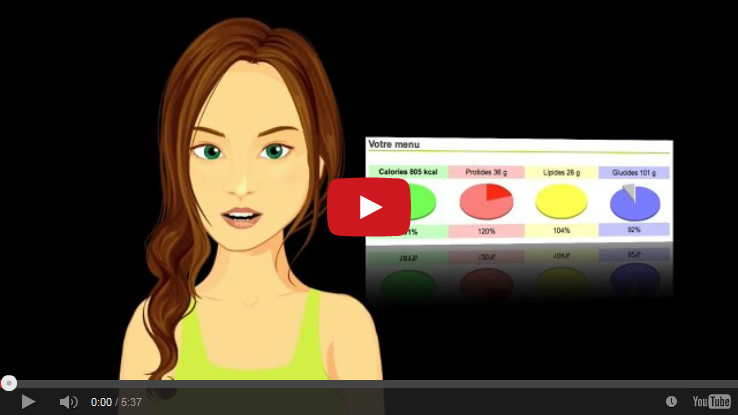 Votre menu
Calories 805 kcal Protides 36 g Lipides 26 g Glucides 101 g
120% 104% 92%
0:00 / 5:37
YouTube